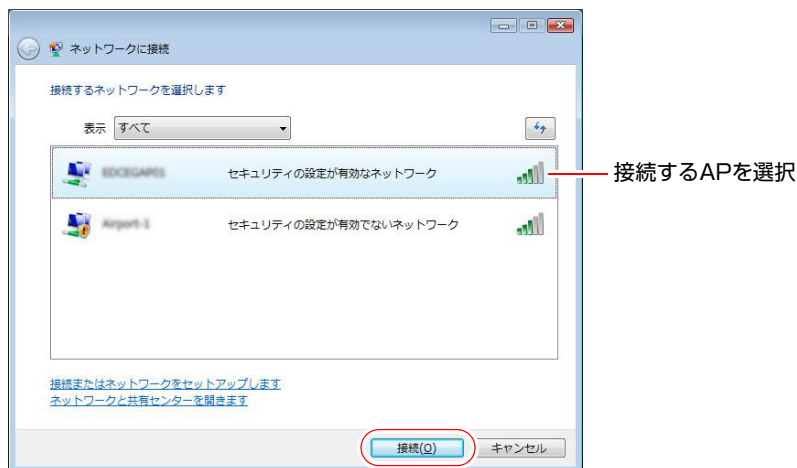 ネットワークに接続
接続するネットワークを選択します
表示 すべて
セキュリティの設定が有効なネットワーク
接続するAPを選択
セキュリティの設定が有効でないネットワーク
接続またはネットワークをセットアップします
ネットワークと共有センターを開きます
接続(O) キャンセル